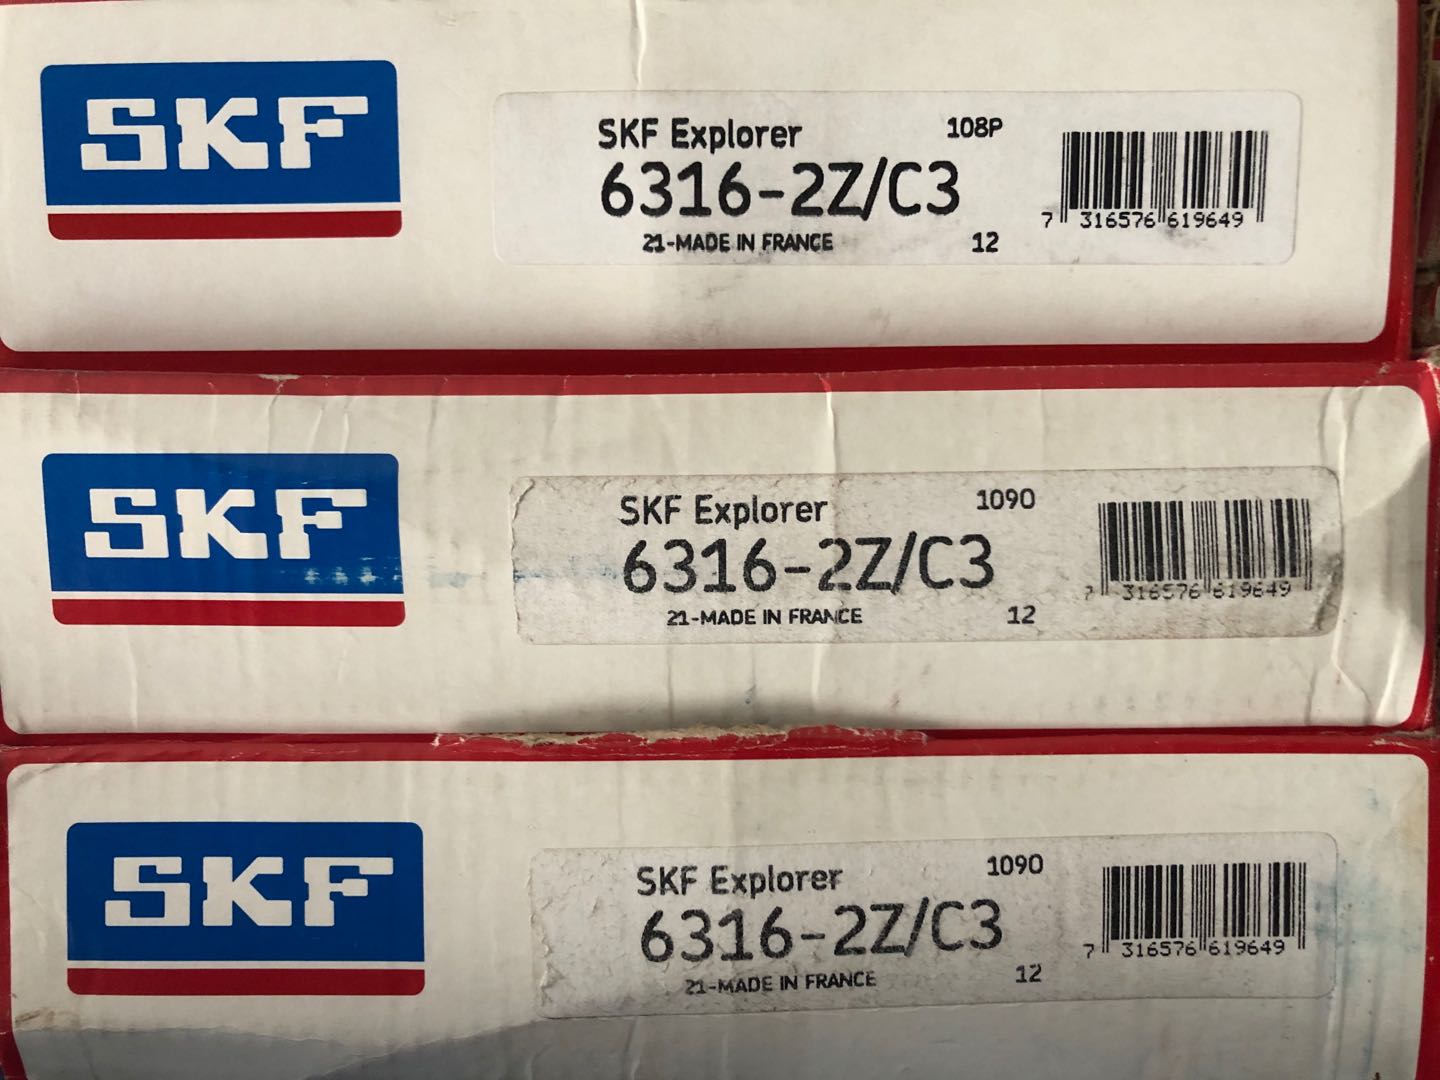 SKF
SKF Explorer 108P
6316-2Z/C3
21-MADE IN FRANCE 12
7 316576 619649
SKF
SKF Explorer 1090
6316-2Z/C3
21-MADE IN FRANCE 12
7 316576 619649
SKF
SKF Explorer 1090
6316-2Z/C3
21-MADE IN FRANCE 12
7 316576 619649